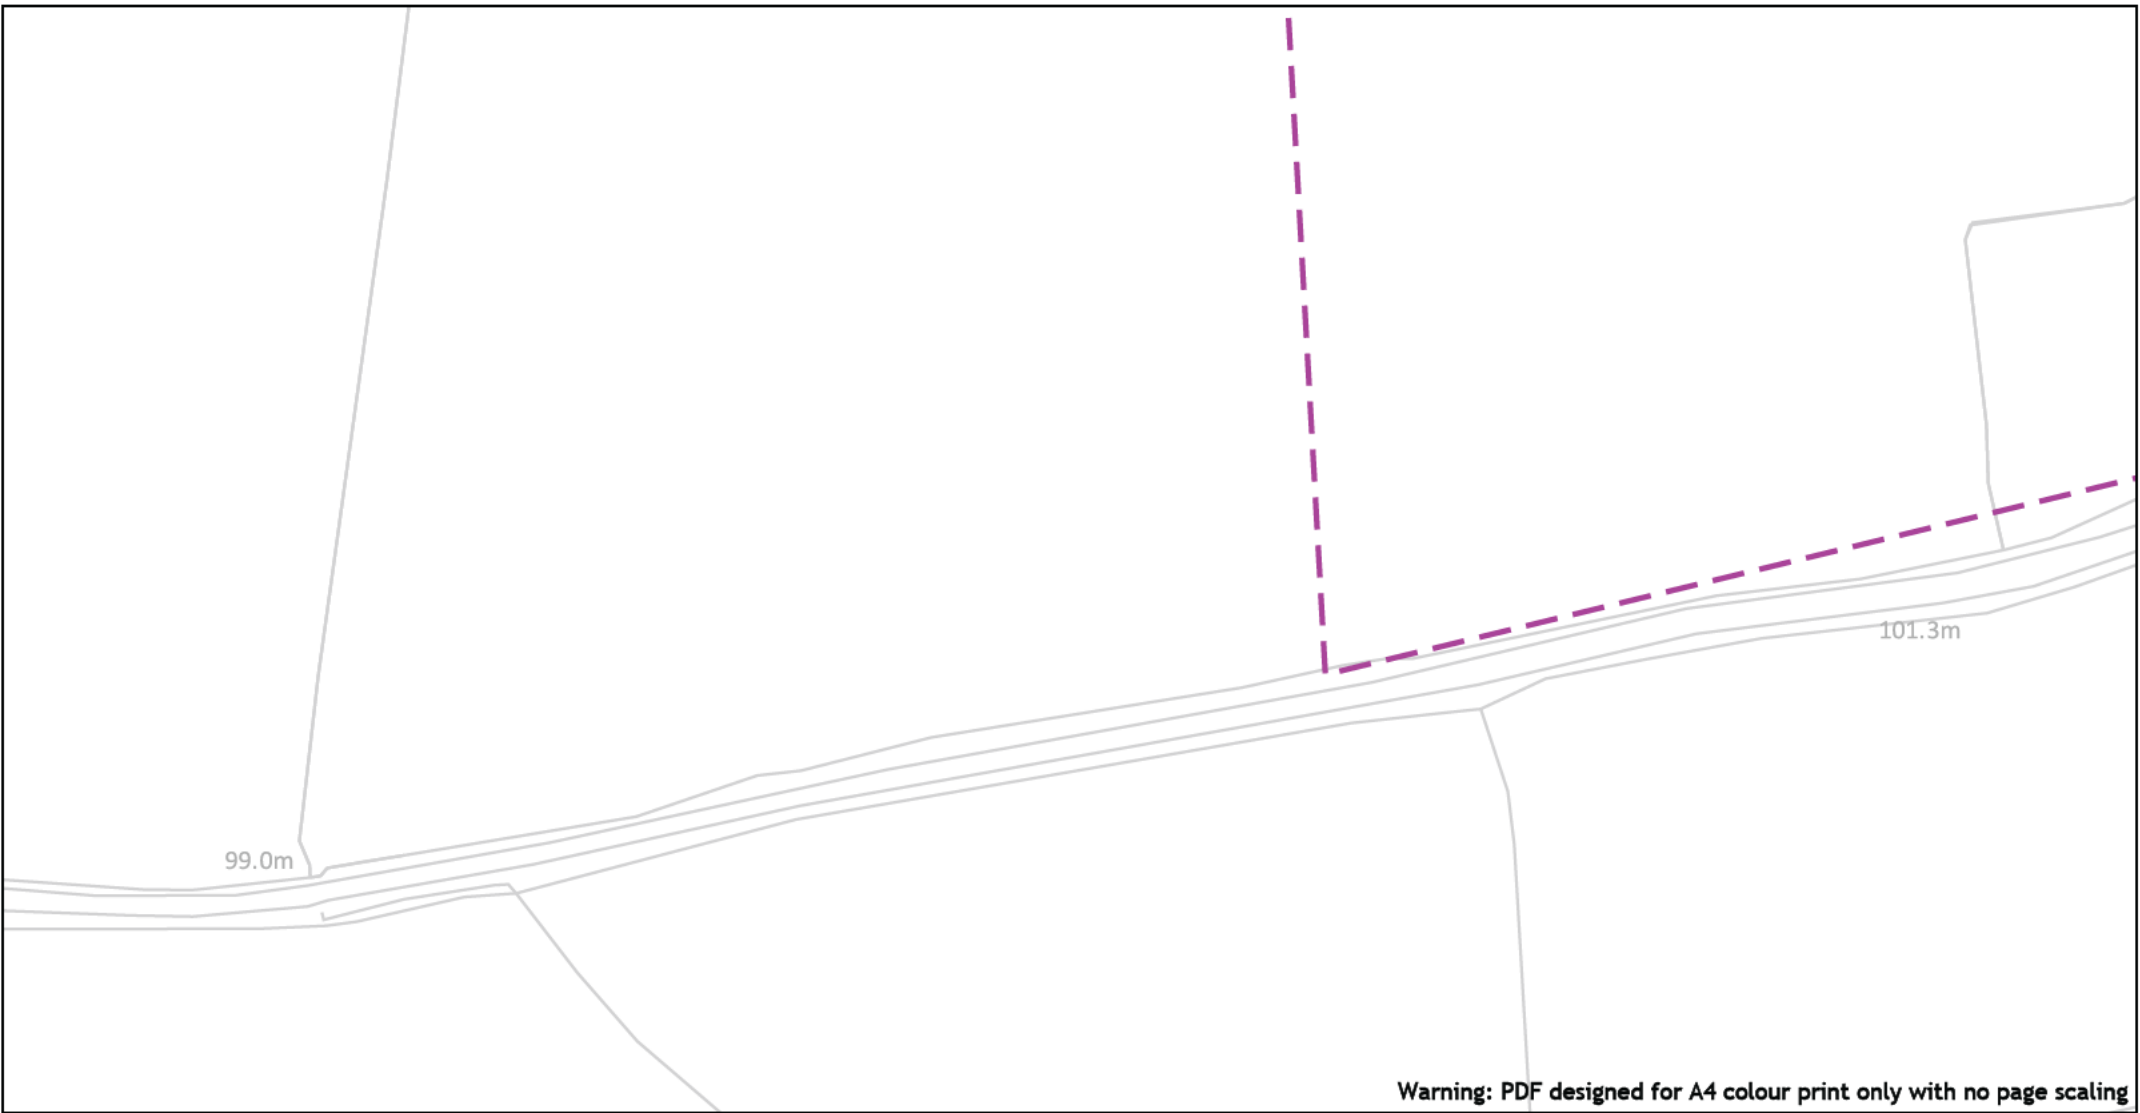 101.3m
99.0m
Warning: PDF designed for A4 colour print only with no page scaling